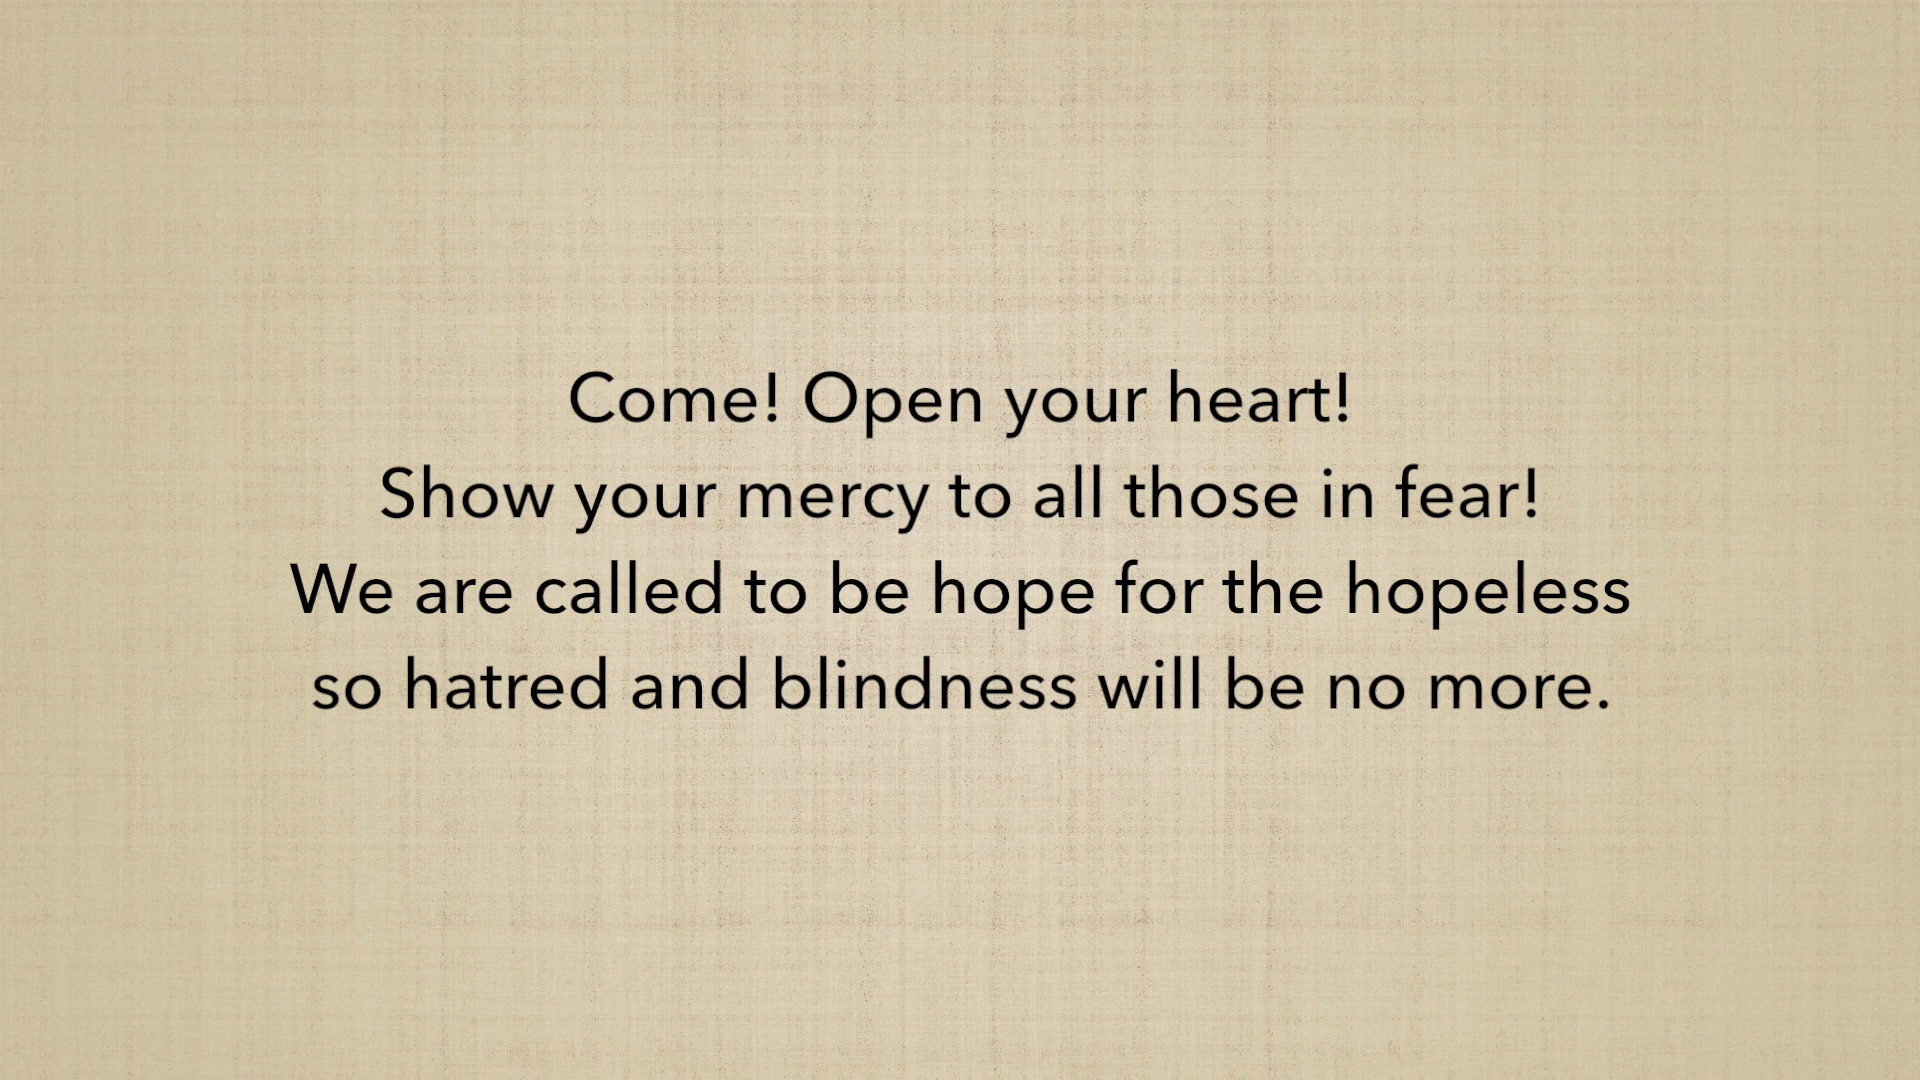 Come! Open your heart!
Show your mercy to all those in fear!
We are called to be hope for the hopeless
so hatred and blindness will be no more.